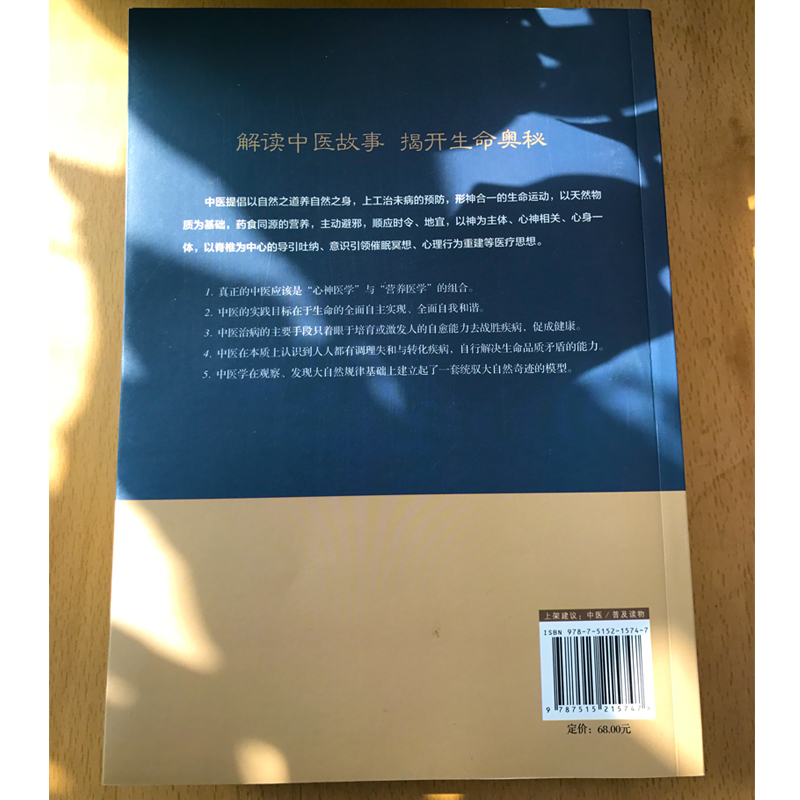 解读中医故事 揭开生命奥秘
中医提倡以自然之道养自然之身，上工治未病的预防，形神合一的生命运动，以天然物
质为基础，药食同源的营养，主动避邪，顺应时令、地宜，以神为主体、心神相关、心身一
体，以脊椎为中心的导引吐纳、意识引领催眠冥想、心理行为重建等医疗思想。
1. 真正的中医应该是“心神医学”与“营养医学”的组合。
2. 中医的实践目标在于生命的全面自主实现、全面自我和谐。
3. 中医治病的主要手段只着眼于培育或激发人的自愈能力去战胜疾病，促成健康。
4. 中医在本质上认识到人人都有调理失和与转化疾病，自行解决生命品质矛盾的能力。
5. 中医学在观察、发现大自然规律基础上建立起了一套统驭大自然奇迹的模型。
上架建议：中医/普及读物
ISBN 978-7-5152-1574-7
9 787515 215747 >
定价：68.00元